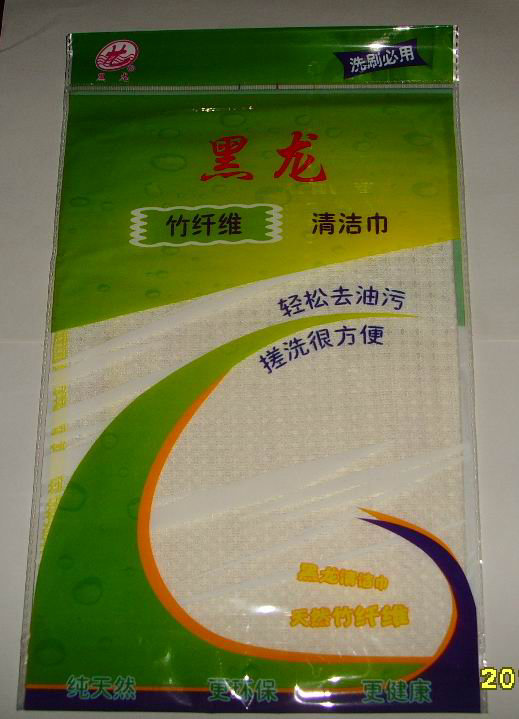 黑龙®
洗刷必用
黑龙
竹纤维 清洁巾
轻松去油污
搓洗很方便
黑龙清洁巾
天然竹纤维
纯天然 更环保 更健康
20